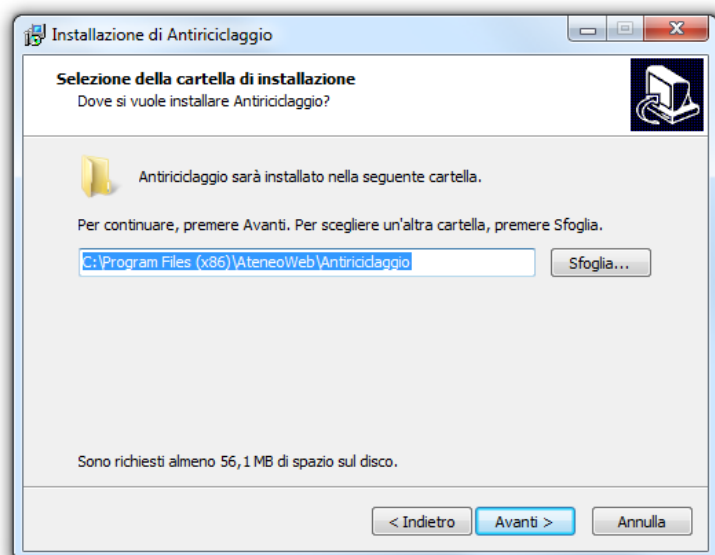 Installazione di Antiriciclaggio
Selezione della cartella di installazione
Dove si vuole installare Antiriciclaggio?
Antiriciclaggio sarà installato nella seguente cartella.
Per continuare, premere Avanti. Per scegliere un'altra cartella, premere Sfoglia.
C:\Program Files (x86)\AteneoWeb\Antiriciclaggio
Sfoglia...
Sono richiesti almeno 56,1 MB di spazio sul disco.
< Indietro
Avanti >
Annulla